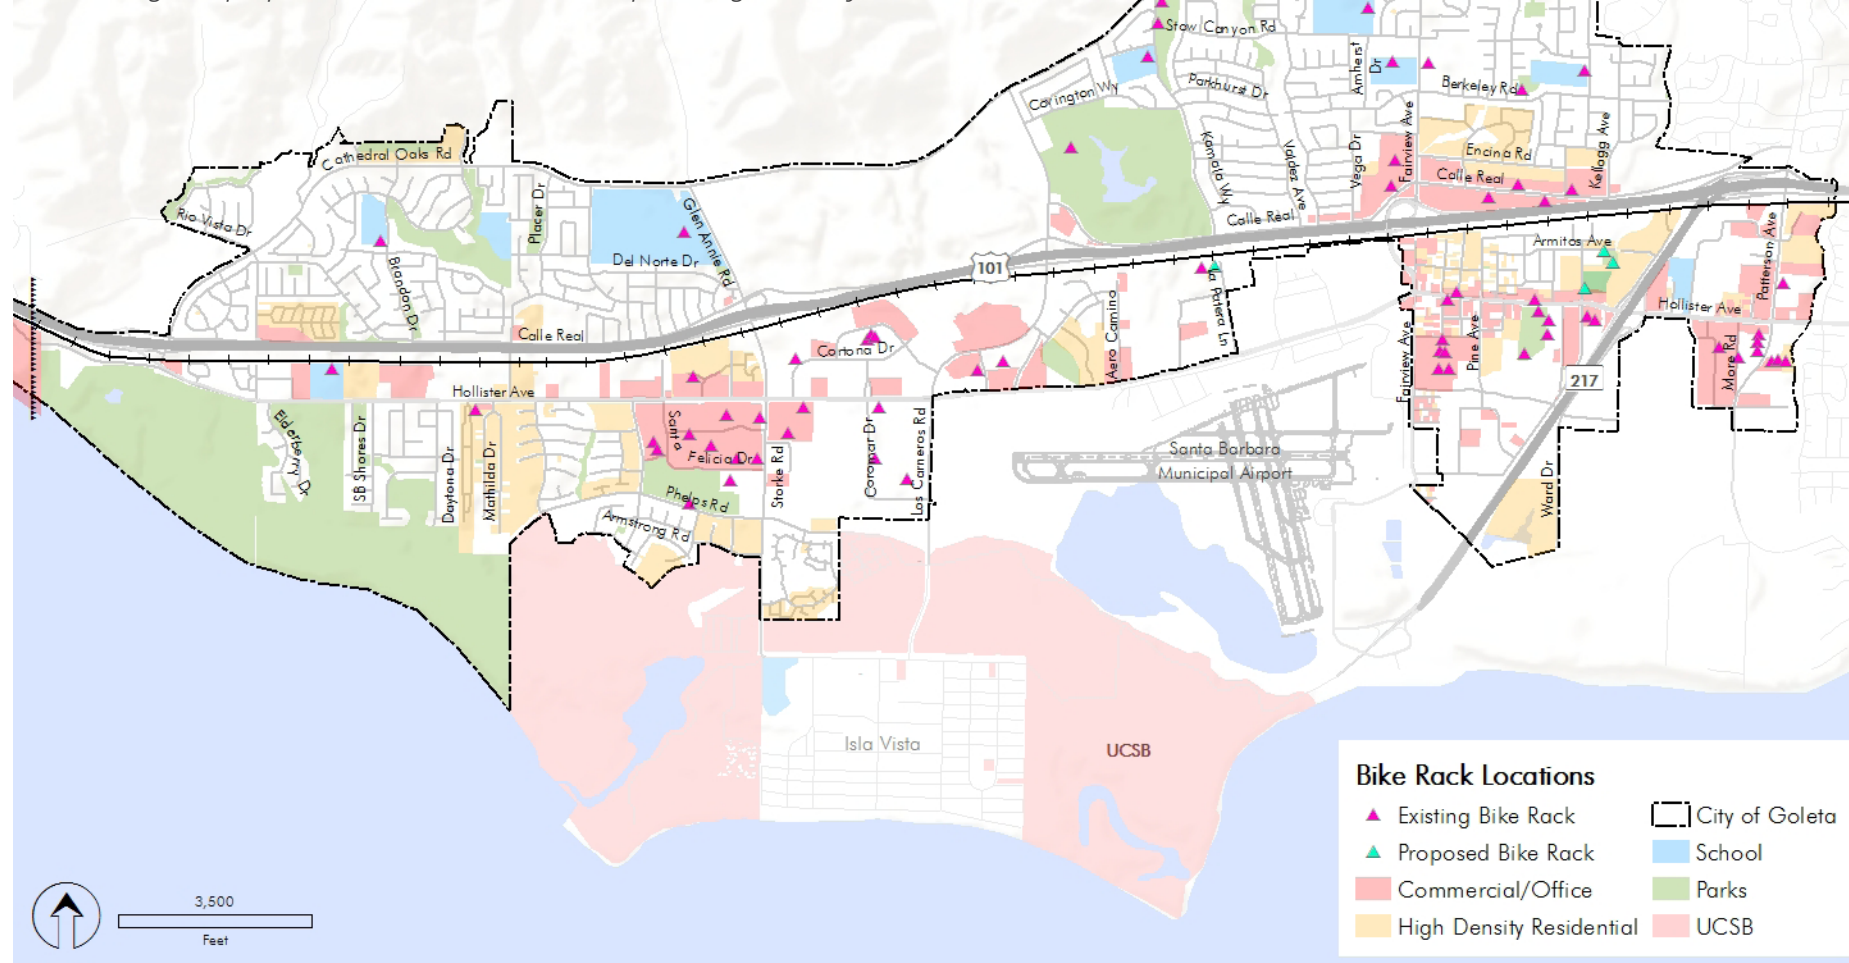 Stow Canyon Rd
Amherst
Dr
Covington Wy
Parkhurst Dr
Berkeley Rd
Fairview Ave
Kellogg Ave
Cathedral Oaks Rd
Kamala Wy
Valdez Ave
Vega Dr
Encina Rd
Calle Real
Rio Vista Dr
Placer Dr
Glen Annie Rd
Calle Real
Armitos Ave
Patterson Ave
Brandon Dr
Del Norte Dr
101
La Patera Ln
Aero Camino
Hollister Ave
Calle Real
Cortona Dr
Fairview Ave
Pine Ave
More Rd
217
Hollister Ave
Elderberry Dr
SB Shores Dr
Daytona Dr
Mathilda Dr
Santa
Felicia Dr
Storke Rd
Coromar Dr
Los Carneros Rd
Santa Barbara
Municipal Airport
Ward Dr
Phelps Rd
Armstrong Rd
Isla Vista
UCSB
Bike Rack Locations
Existing Bike Rack
City of Goleta
Proposed Bike Rack
School
Commercial/Office
Parks
High Density Residential
UCSB
3,500
Feet